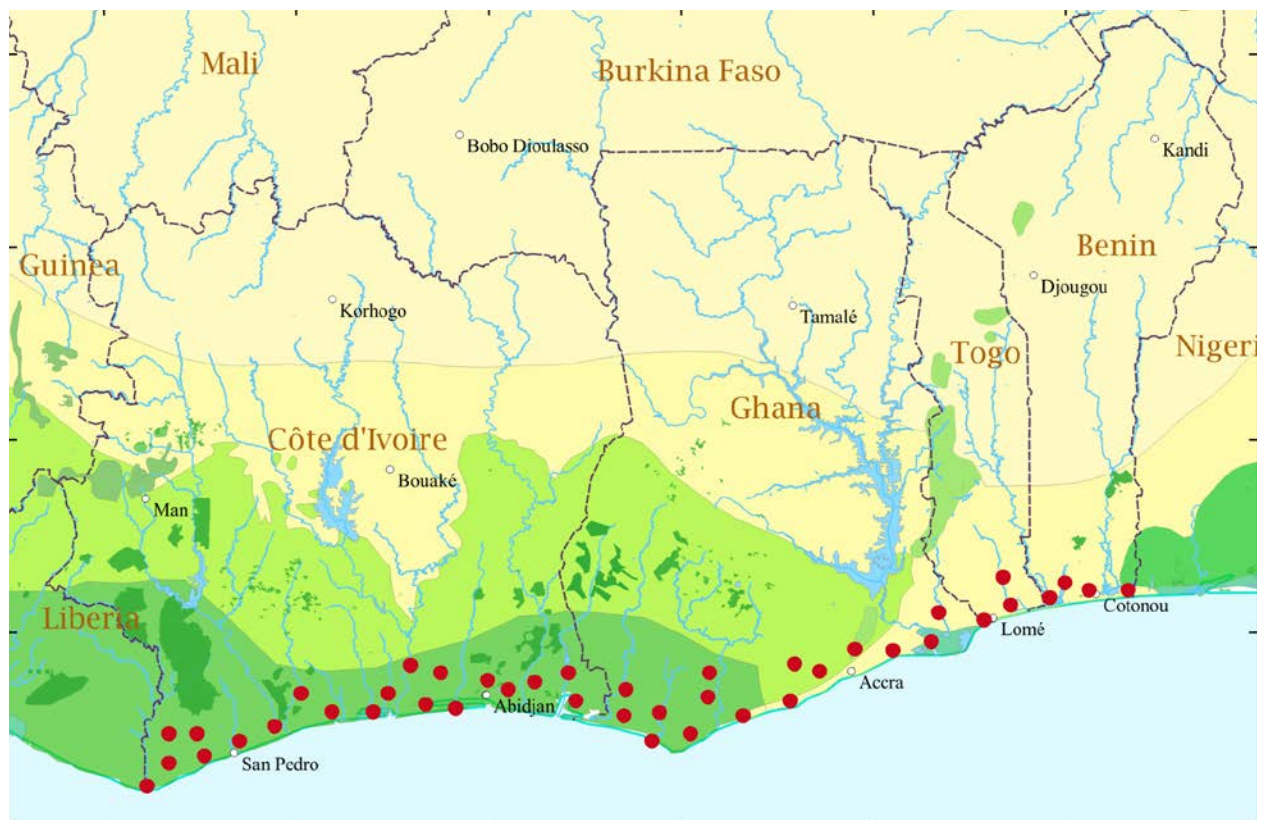 Mali
Burkina Faso
Bobo Dioulasso
Kandi
Guinea
Benin
Djougou
Korhogo
Tamalé
Togo
Nigeri
Ghana
Côte d'Ivoire
Bouaké
Man
Liberia
Cotonou
Lomé
Accra
Abidjan
San Pedro